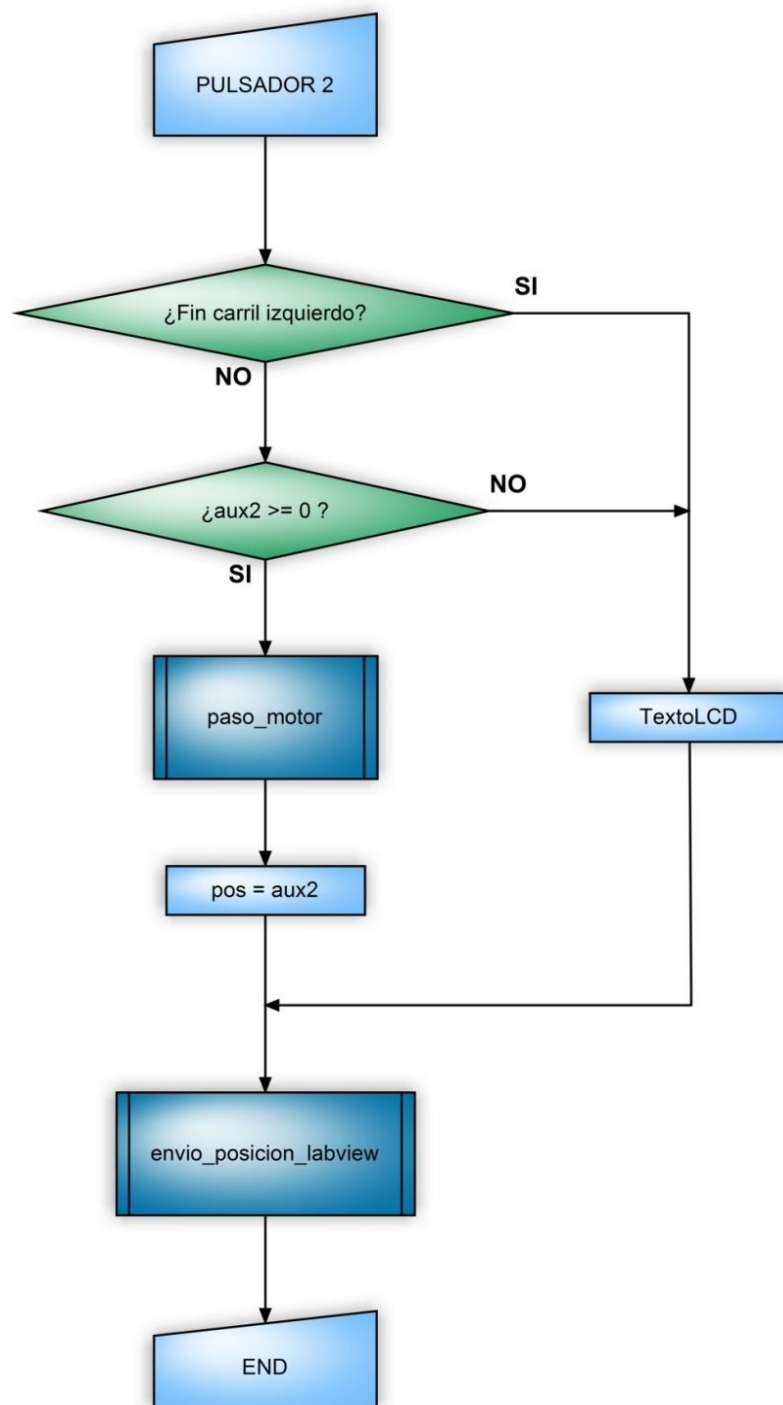 PULSADOR 2
¿Fin carril izquierdo?
SI
NO
¿aux2 >= 0 ?
NO
SI
paso_motor
TextoLCD
pos = aux2
envio_posicion_labview
END